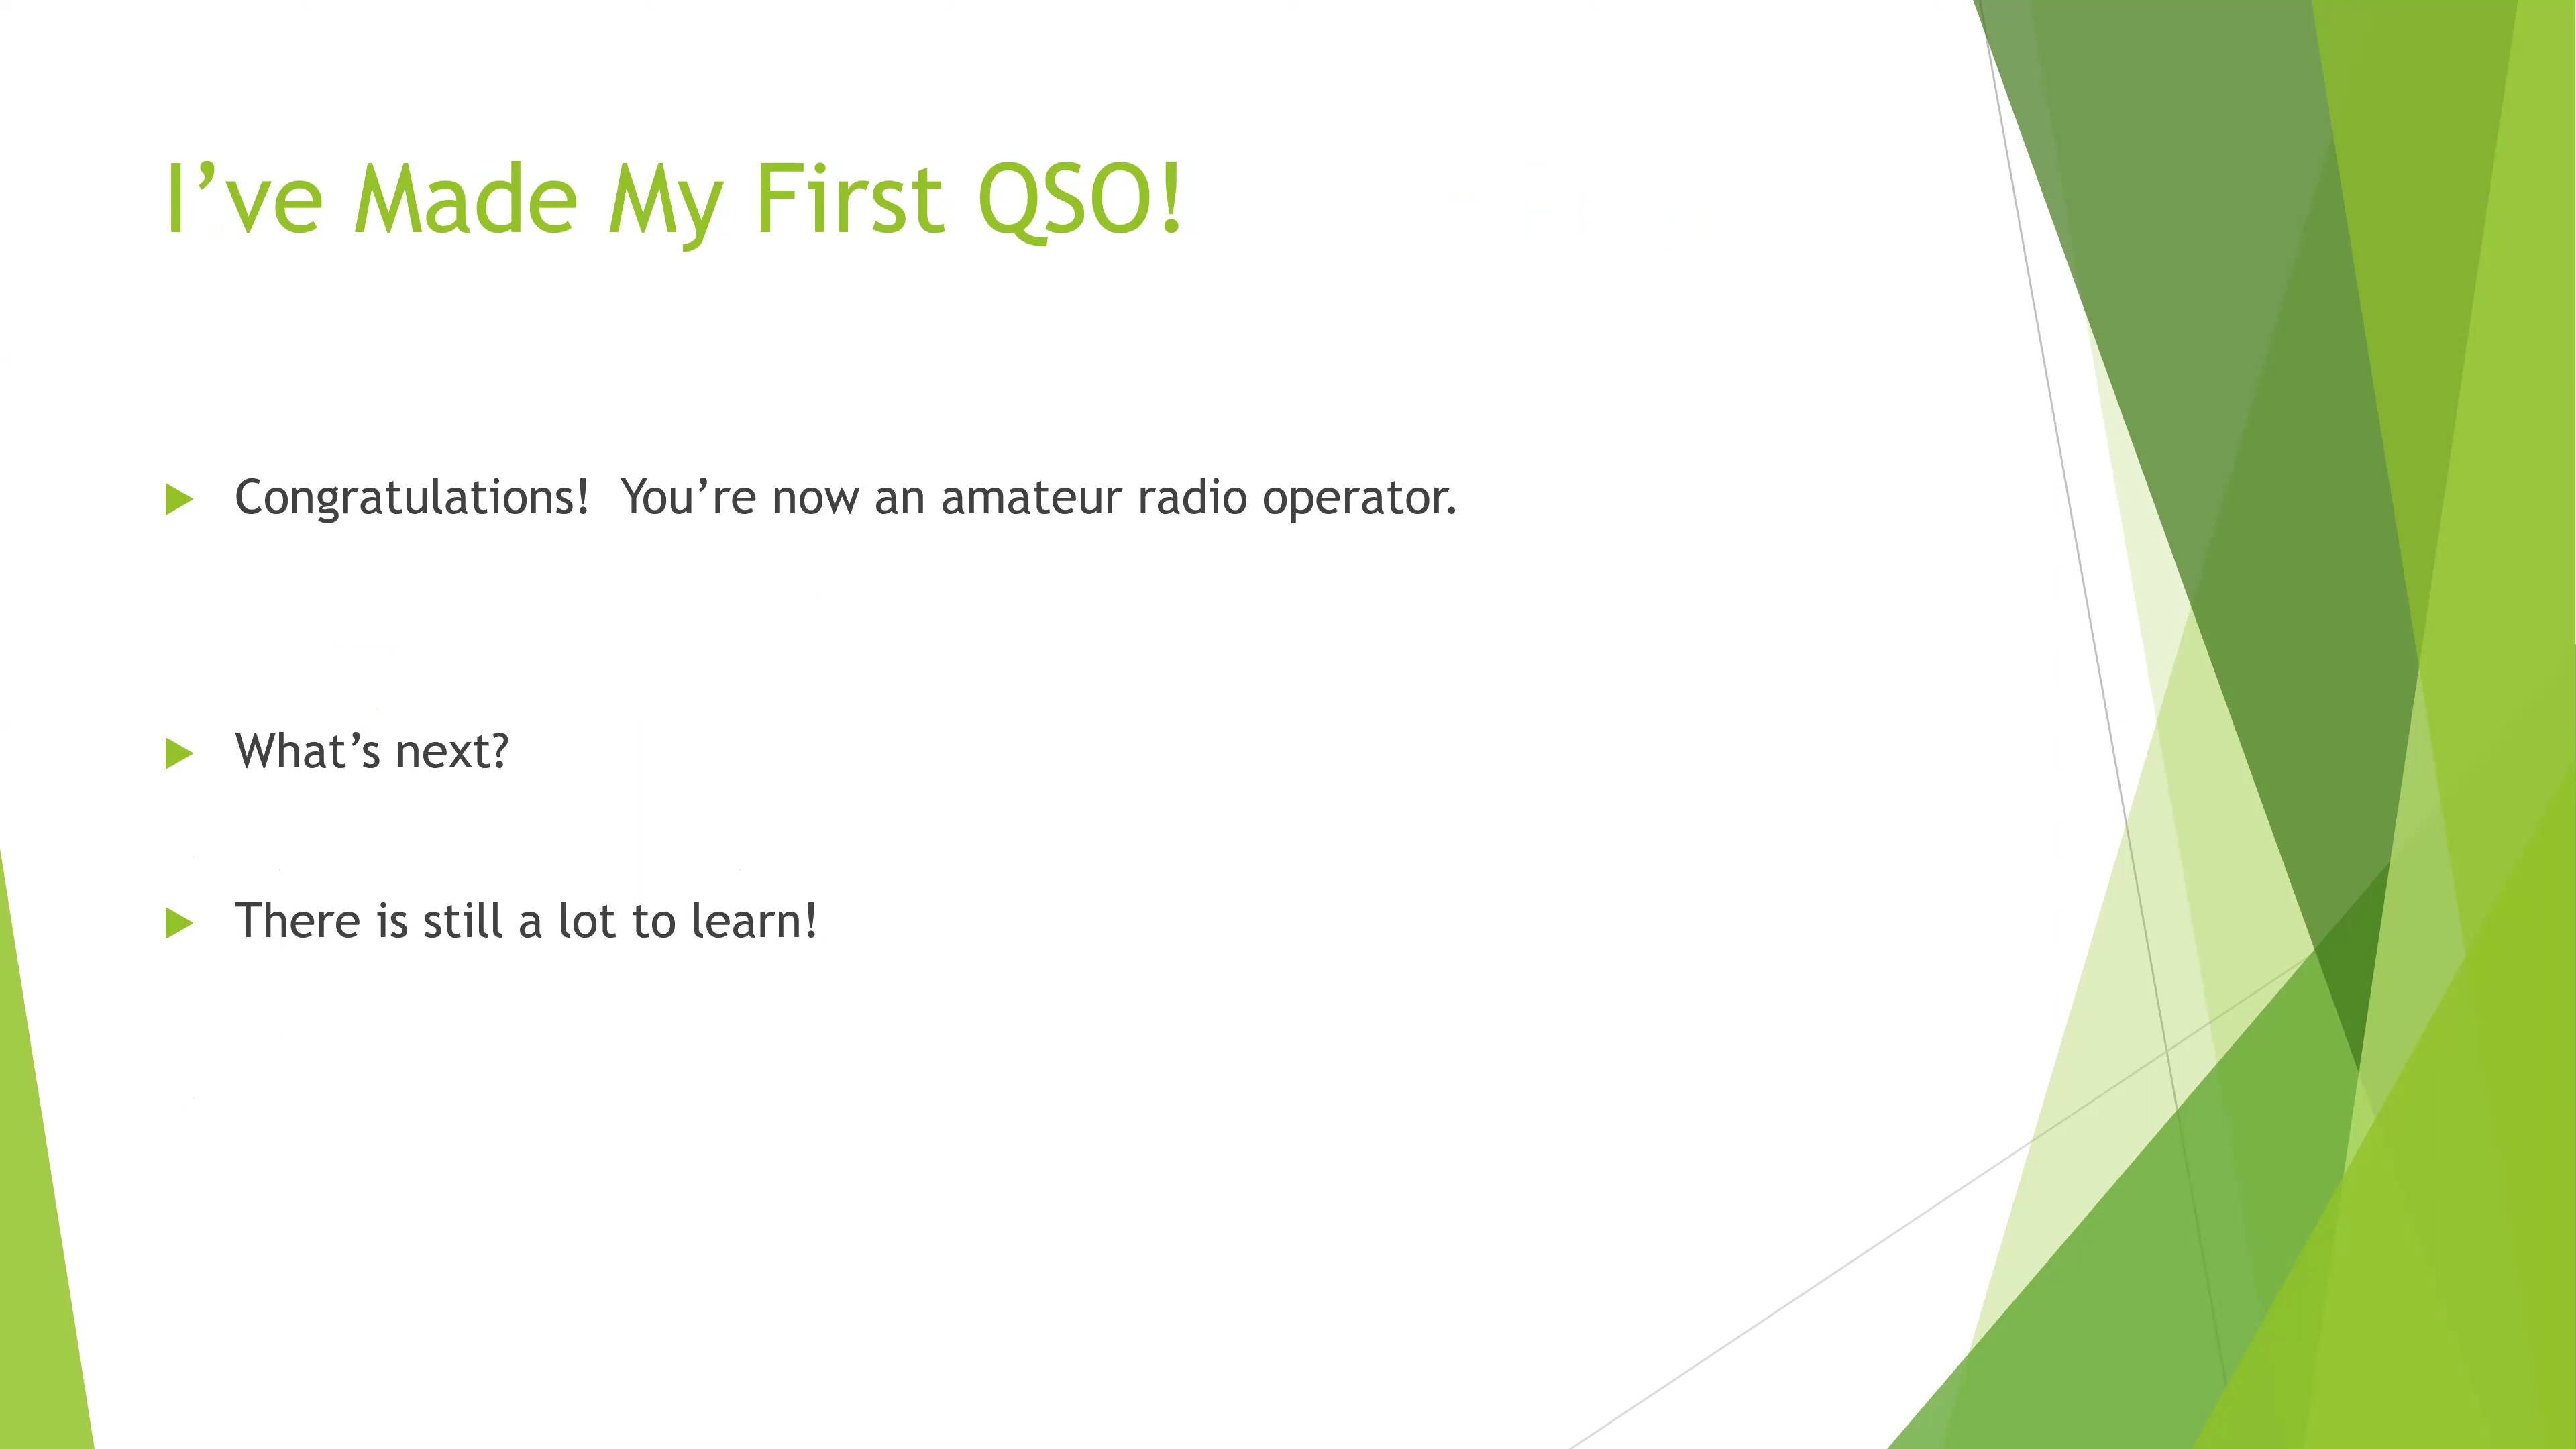 I’ve Made My First QSO!
Congratulations!  You’re now an amateur radio operator.
What’s next?
There is still a lot to learn!